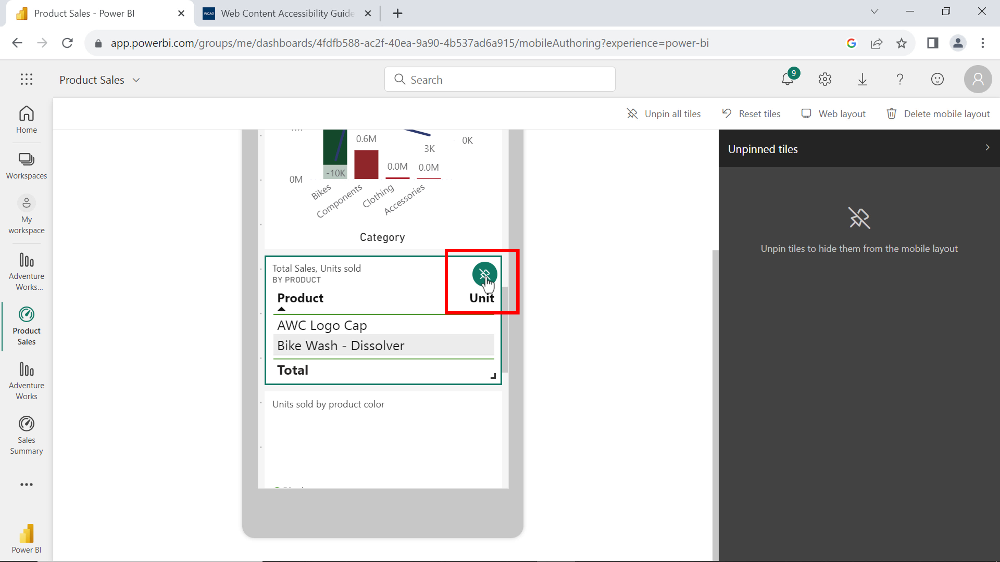 Product Sales - Power BI
WCAG
Web Content Accessibility Guide
app.powerbi.com/groups/me/dashboards/4fdfb588-ac2f-40ea-9a90-4b537ad6a915/mobileAuthoring?experience=power-bi
Product Sales
Search
9
Unpin all tiles
Reset tiles
Web layout
Delete mobile layout
Home
Workspaces
My
workspace
Adventure
Works...
Product
Sales
Adventure
Works
Sales
Summary
Power BI
0.6M
0K
3K
0.0M
0.0M
-10K
0M
Bikes
Components
Clothing
Accessories
Category
Total Sales, Units sold
BY PRODUCT
Product
Unit
AWC Logo Cap
Bike Wash - Dissolver
Total
Units sold by product color
Unpinned tiles
Unpin tiles to hide them from the mobile layout